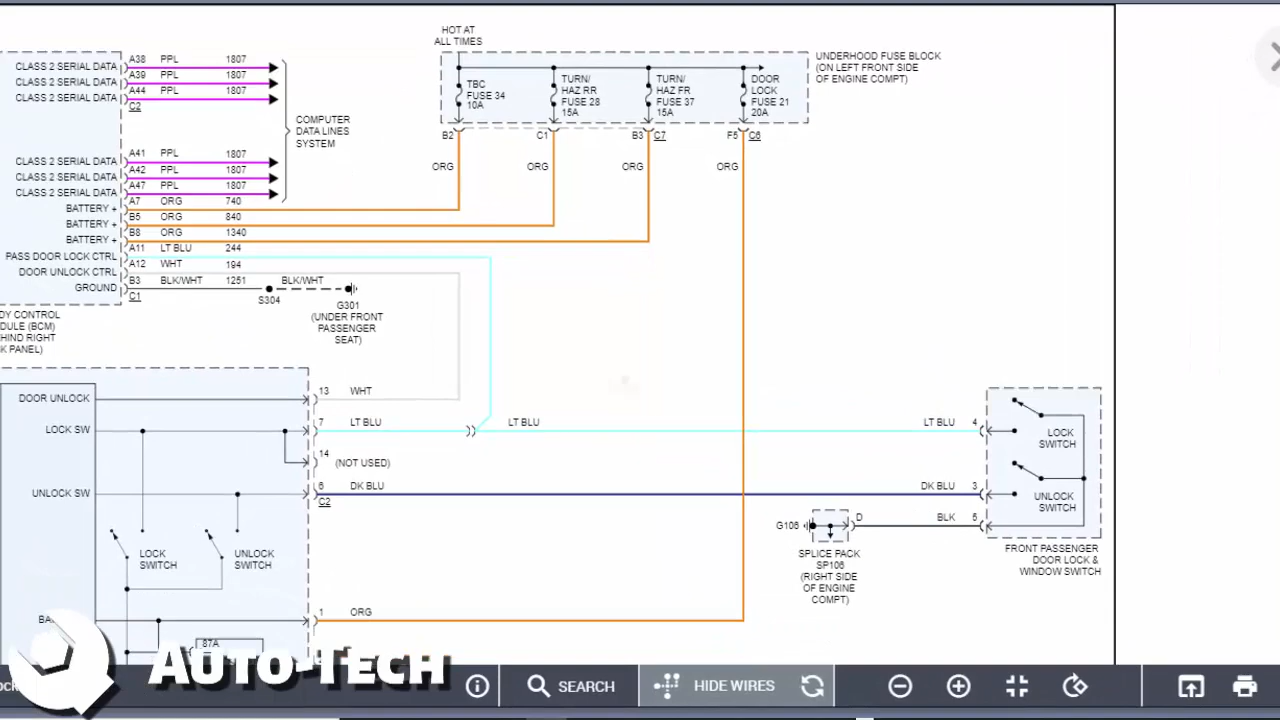 HOT AT
ALL TIMES
UNDERHOOD FUSE BLOCK
(ON LEFT FRONT SIDE
OF ENGINE COMPT)
TBC
FUSE 34
10A
TURN/
HAZ RR
FUSE 28
15A
TURN/
HAZ FR
FUSE 37
15A
DOOR
LOCK
FUSE 21
20A
B2
C1
B3 C7
F5 C6
ORG
ORG
ORG
ORG
CLASS 2 SERIAL DATA A38 PPL 1807
CLASS 2 SERIAL DATA A39 PPL 1807
CLASS 2 SERIAL DATA A44 PPL 1807
C2
COMPUTER
DATA LINES
SYSTEM
CLASS 2 SERIAL DATA A41 PPL 1807
CLASS 2 SERIAL DATA A42 PPL 1807
CLASS 2 SERIAL DATA A47 PPL 1807
BATTERY + A7 ORG 740
BATTERY + B5 ORG 840
BATTERY + B8 ORG 1340
PASS DOOR LOCK CTRL A11 LT BLU 244
DOOR UNLOCK CTRL A12 WHT 194
GROUND B3 BLK/WHT 1251 BLK/WHT
C1
S304
G301
(UNDER FRONT
PASSENGER
SEAT)
DY CONTROL
DULE (BCM)
HIND RIGHT
K PANEL)
DOOR UNLOCK 13 WHT
LOCK SW 7 LT BLU LT BLU LT BLU 4
14 (NOT USED)
UNLOCK SW 6 DK BLU DK BLU 3
C2
LOCK
SWITCH
UNLOCK
SWITCH
G106 D BLK 5
SPLICE PACK
SP106
(RIGHT SIDE
OF ENGINE
COMPT)
FRONT PASSENGER
DOOR LOCK &
WINDOW SWITCH
LOCK
SWITCH
UNLOCK
SWITCH
1 ORG
87A
AUTO-TECH
SEARCH
HIDE WIRES